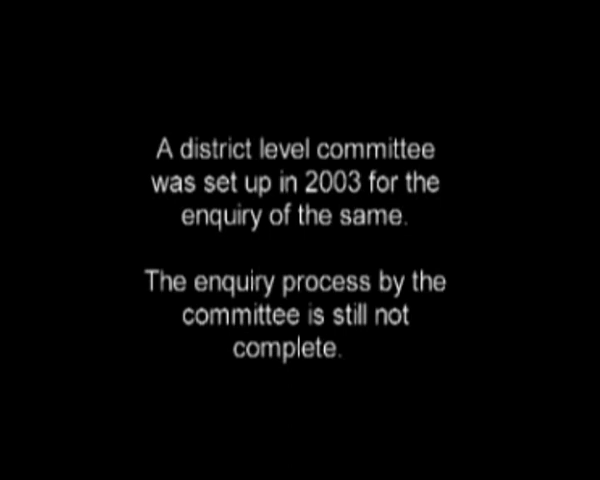 A district level committee
was set up in 2003 for the
enquiry of the same.
The enquiry process by the
committee is still not
complete.